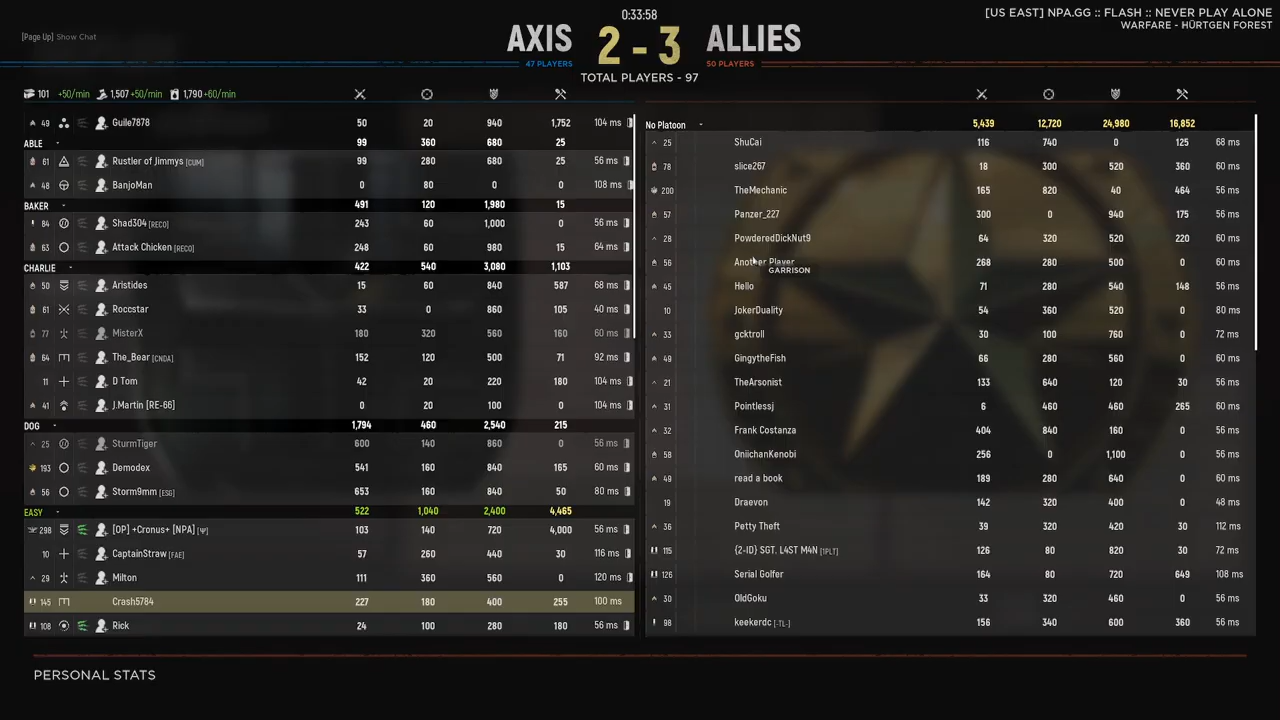 0:33:58
[US EAST] NPA.GG :: FLASH :: NEVER PLAY ALONE
WARFARE - HÜRTGEN FOREST
[Page Up] Show Chat
AXIS 2 - 3 ALLIES
47 PLAYERS 50 PLAYERS
TOTAL PLAYERS - 97
101 +50/min 1,507 +50/min 1,790 +60/min
49 Guile7878 50 20 940 1,752 104 ms
ABLE - 99 360 680 25
61 Rustler of Jimmys [CUM] 99 280 680 25 56 ms
48 BanjoMan 0 80 0 0 108 ms
BAKER - 491 120 1,980 15
84 Shad304 [RECO] 243 60 1,000 0 56 ms
63 Attack Chicken [RECO] 248 60 980 15 64 ms
CHARLIE - 422 540 3,080 1,103
50 Aristides 15 60 840 587 68 ms
61 Roccstar 33 0 860 105 40 ms
77 MisterX 180 320 560 160 60 ms
64 The_Bear [CNDA] 152 120 500 71 92 ms
11 D Tom 42 20 220 180 104 ms
41 J.Martin [RE-66] 0 20 100 0 104 ms
DOG - 1,794 460 2,540 215
25 SturmTiger 600 140 860 0 56 ms
193 Demodex 541 160 840 165 60 ms
56 Storm9mm [ESG] 653 160 840 50 80 ms
EASY - 522 1,040 2,400 4,465
298 [OP] +Cronus+ [NPA] [Ψ] 103 140 720 4,000 56 ms
10 CaptainStraw [FAE] 57 260 440 30 116 ms
29 Milton 111 360 560 0 120 ms
145 Crash5784 227 180 400 255 100 ms
108 Rick 24 100 280 180 56 ms
No Platoon - 5,439 12,720 24,980 16,852
25 ShuCai 116 740 0 125 68 ms
78 slice267 18 300 520 360 60 ms
200 TheMechanic 165 820 40 464 56 ms
57 Panzer_227 300 0 940 175 56 ms
28 PowderedDickNut9 64 320 520 220 60 ms
56 Another Player 268 280 500 0 56 ms
GARRISON
45 Hello 71 280 540 148 56 ms
10 JokerDuality 54 360 520 0 80 ms
33 gcktroll 30 100 760 0 72 ms
49 GingytheFish 66 280 560 0 56 ms
21 TheArsonist 133 640 120 30 56 ms
31 Pointlessj 6 460 460 265 60 ms
32 Frank Costanza 404 840 160 0 56 ms
58 OniichanKenobi 256 0 1,100 0 56 ms
49 read a book 189 280 640 0 60 ms
19 Draevon 142 320 400 0 48 ms
36 Petty Theft 39 320 420 30 112 ms
115 {2-ID} SGT. L4ST M4N [1PLT] 126 80 820 30 72 ms
126 Serial Golfer 164 80 720 649 108 ms
30 OldGoku 33 320 460 0 56 ms
98 keekerdc [-TL-] 156 340 600 360 56 ms
PERSONAL STATS